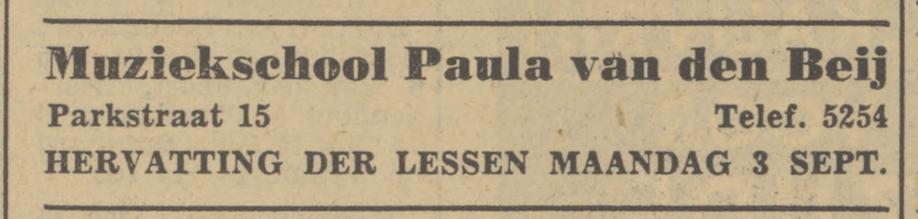 Muziekschool Paula van den Beij
Parkstraat 15 Telef. 5254
HERVATTING DER LESSEN MAANDAG 3 SEPT.